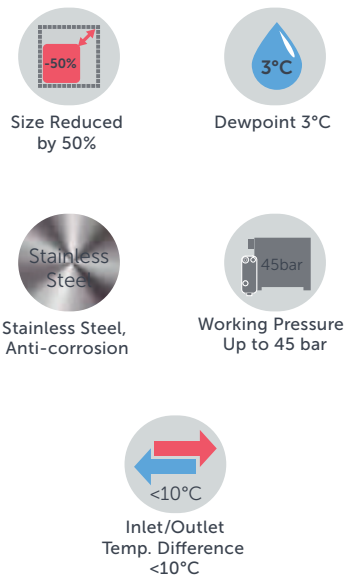 -50%
Size Reduced
by 50%
3°C
Dewpoint 3°C
Stainless
Steel
Stainless Steel,
Anti-corrosion
45bar
Working Pressure
Up to 45 bar
<10°C
Inlet/Outlet
Temp. Difference
<10°C